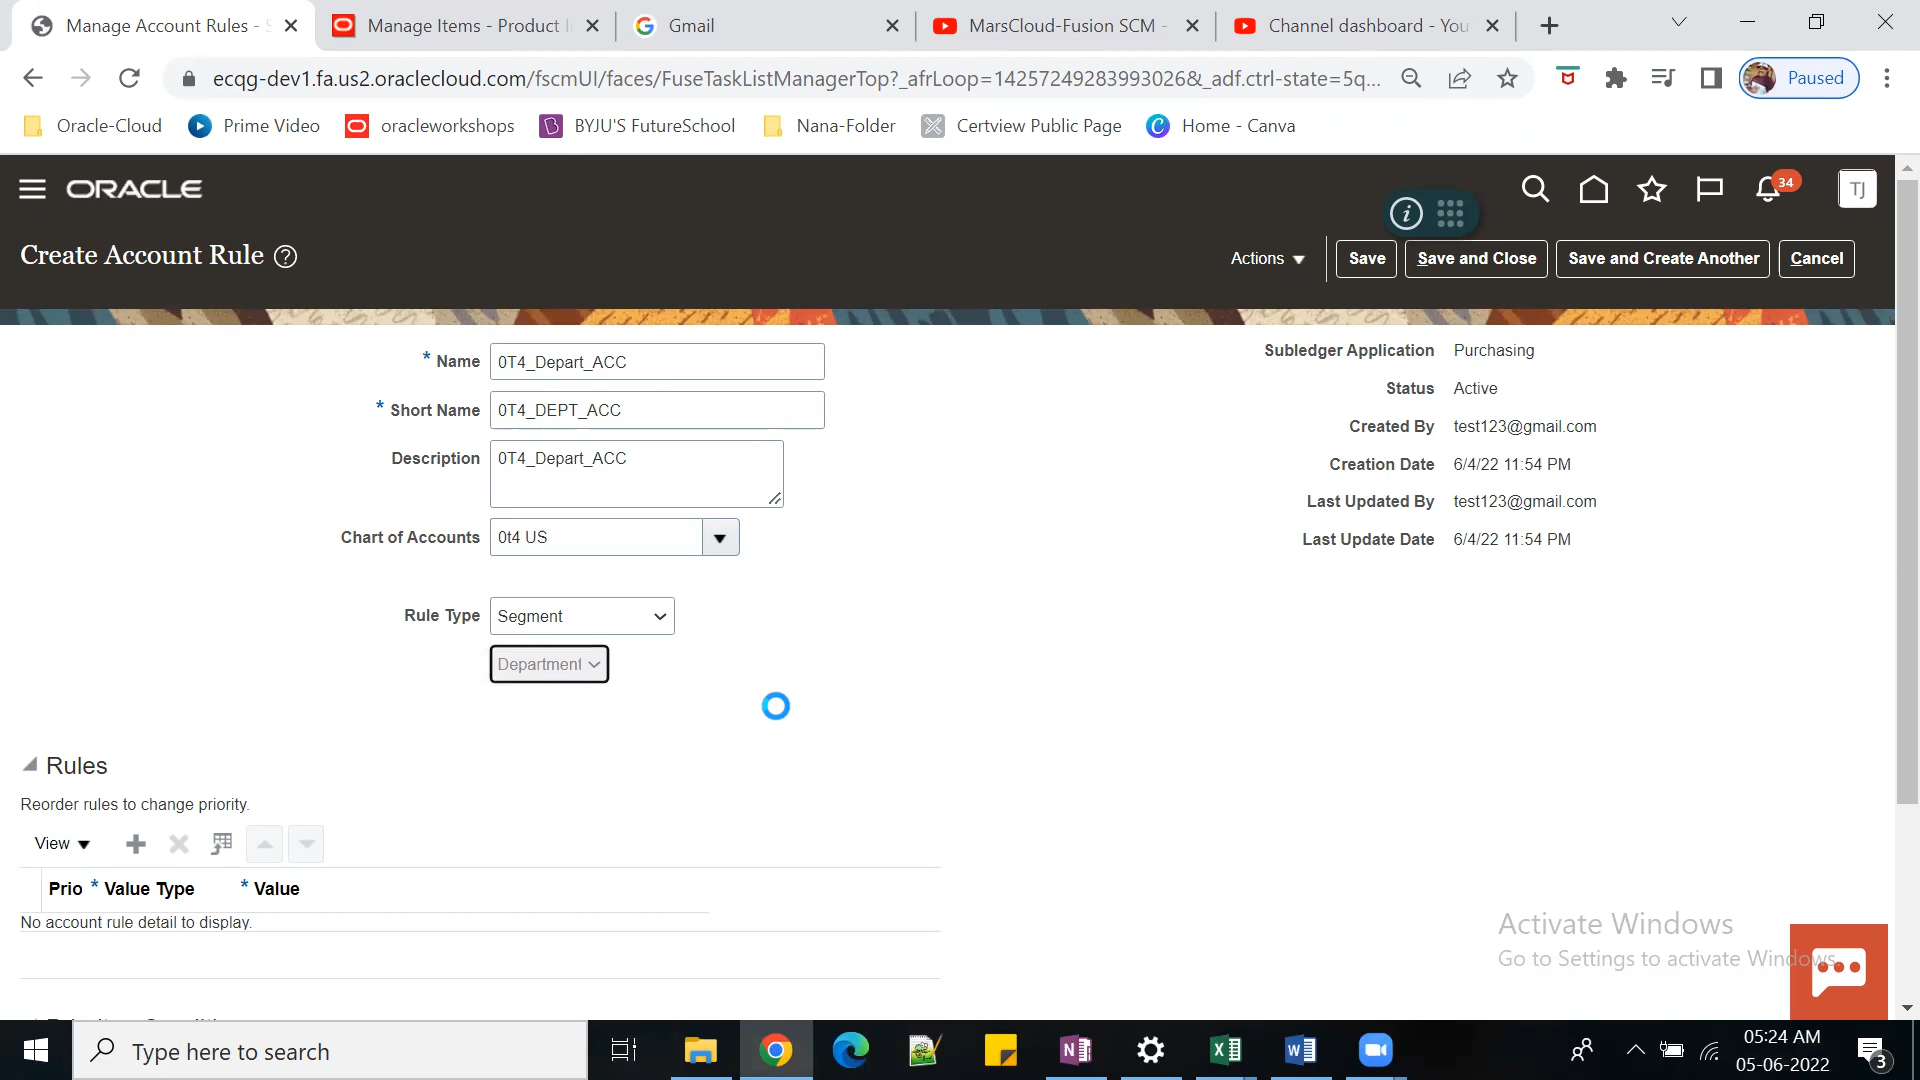 Manage Account Rules - S
Manage Items - Product I
Gmail
MarsCloud-Fusion SCM -
Channel dashboard - You
ecqg-dev1.fa.us2.oraclecloud.com/fscmUI/faces/FuseTaskListManagerTop?_afrLoop=14257249283993026&_adf.ctrl-state=5q...
Paused
Oracle-Cloud
Prime Video
oracleworkshops
BYJU'S FutureSchool
Nana-Folder
Certview Public Page
Home - Canva
ORACLE
34
TJ
Create Account Rule
Actions
Save
Save and Close
Save and Create Another
Cancel
* Name 0T4_Depart_ACC
* Short Name 0T4_DEPT_ACC
Description 0T4_Depart_ACC
Chart of Accounts 0t4 US
Rule Type Segment
Department
Subledger Application Purchasing
Status Active
Created By test123@gmail.com
Creation Date 6/4/22 11:54 PM
Last Updated By test123@gmail.com
Last Update Date 6/4/22 11:54 PM
Rules
Reorder rules to change priority.
View
Prio * Value Type * Value
No account rule detail to display.
Activate Windows
Go to Settings to activate Windows.
Type here to search
05:24 AM
05-06-2022
3